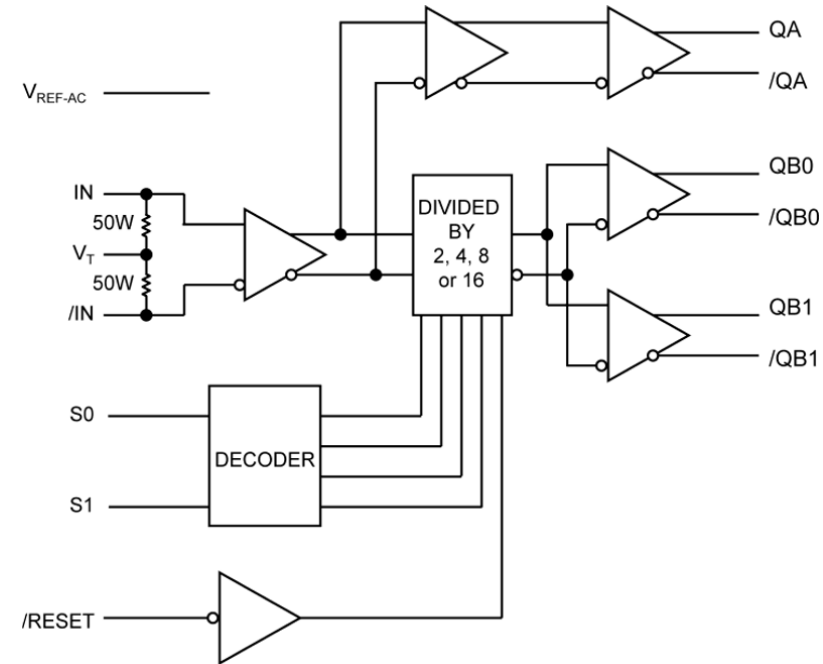 QA
/QA
VREF-AC
IN
50W
VT
50W
/IN
DIVIDED
BY
2, 4, 8
or 16
QB0
/QB0
QB1
/QB1
S0
DECODER
S1
/RESET